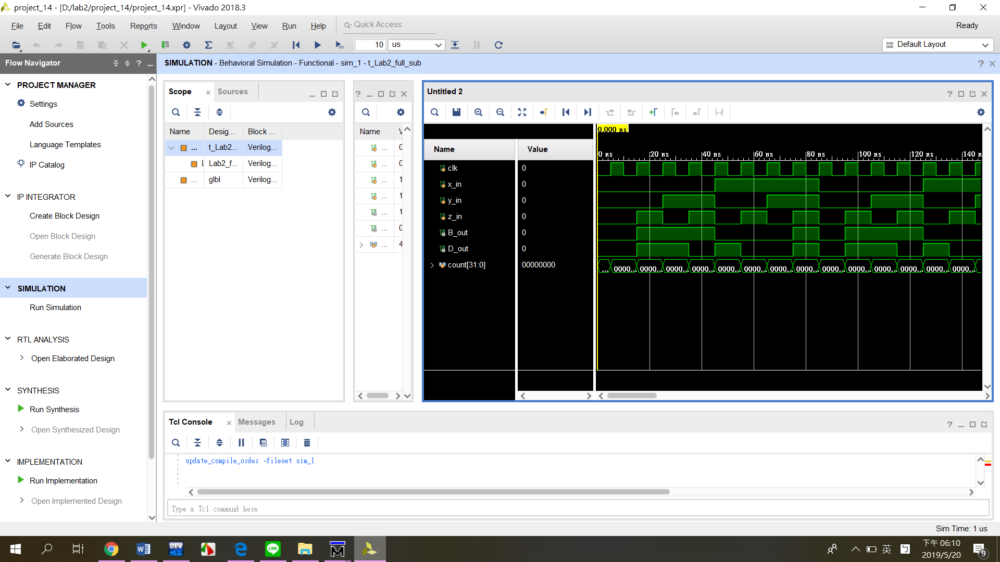 project_14 - [D:/lab2/project_14/project_14.xpr] - Vivado 2018.3
File Edit Flow Tools Reports Window Layout View Run Help Quick Access Ready
10 us Default Layout
Flow Navigator
SIMULATION - Behavioral Simulation - Functional - sim_1 - t_Lab2_full_sub
PROJECT MANAGER
Settings
Add Sources
Language Templates
IP Catalog
IP INTEGRATOR
Create Block Design
Open Block Design
Generate Block Design
SIMULATION
Run Simulation
RTL ANALYSIS
Open Elaborated Design
SYNTHESIS
Run Synthesis
Open Synthesized Design
IMPLEMENTATION
Run Implementation
Open Implemented Design
Scope Sources
Name Desig... Block ...
... t_Lab2... Verilog...
Lab2_f... Verilog...
... glbl Verilog...
Name V
... 0
... 0
... 1
... 1
... 1
... 0
... 4
Untitled 2
0.000 ns
Name Value
0 ns 20 ns 40 ns 60 ns 80 ns 100 ns 120 ns 140 n
clk 0
x_in 0
y_in 0
z_in 0
B_out 0
D_out 0
count[31:0] 00000000
... 0000.. 0000.. 0000.. 0000.. 0000.. 0000.. 0000.. 0000.. 0000.. 0000.. 0000.. 0000.. 0000.. 0000..
Tcl Console Messages Log
update_compile_order -fileset sim_1
Type a Tcl command here
Sim Time: 1 us
DEV C++
LINE
M
英
下午 06:10
2019/5/20
9